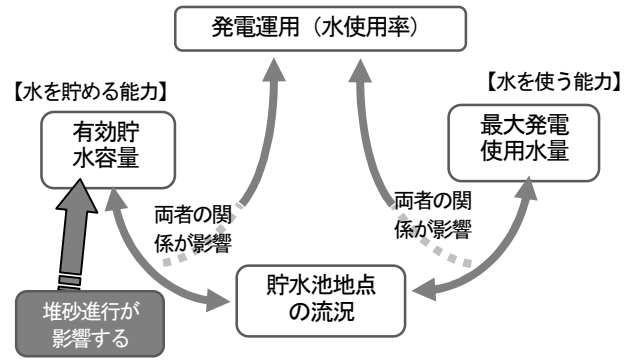 発電運用（水使用率）
【水を貯める能力】
【水を使う能力】
有効貯
水容量
最大発電
使用水量
両者の関
係が影響
両者の関
係が影響
貯水池地点
の流況
堆砂進行が
影響する